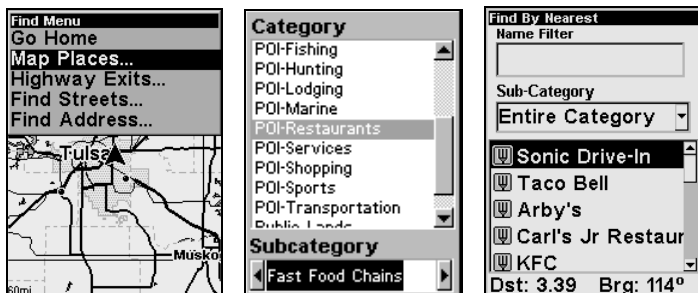 Find Menu
Go Home
Map Places...
Highway Exits...
Find Streets...
Find Address...
Tulsa
Musko
60mi
Category
POI-Fishing
POI-Hunting
POI-Lodging
POI-Marine
POI-Restaurants
POI-Services
POI-Shopping
POI-Sports
POI-Transportation
Public Lands
Subcategory
Fast Food Chains
Find By Nearest
Name Filter
Sub-Category
Entire Category
Sonic Drive-In
Taco Bell
Arby's
Carl's Jr Restaur
KFC
Dst: 3.39 Brg: 114º